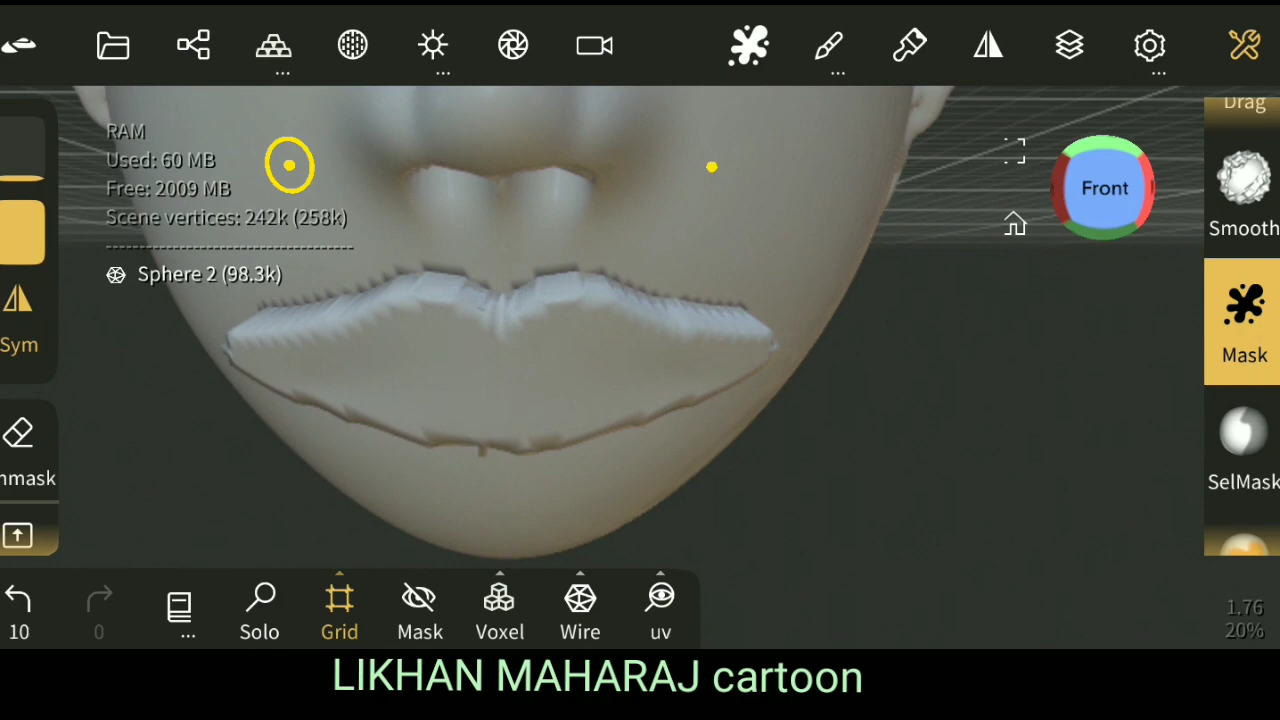 RAM
Used: 60 MB
Free: 2009 MB
Scene vertices: 242k (258k)
Sphere 2 (98.3k)
Front
Drag
Smooth
Mask
SelMask
Sym
nmask
10
0
...
Solo
Grid
Mask
Voxel
Wire
uv
1.76
20%
LIKHAN MAHARAJ cartoon